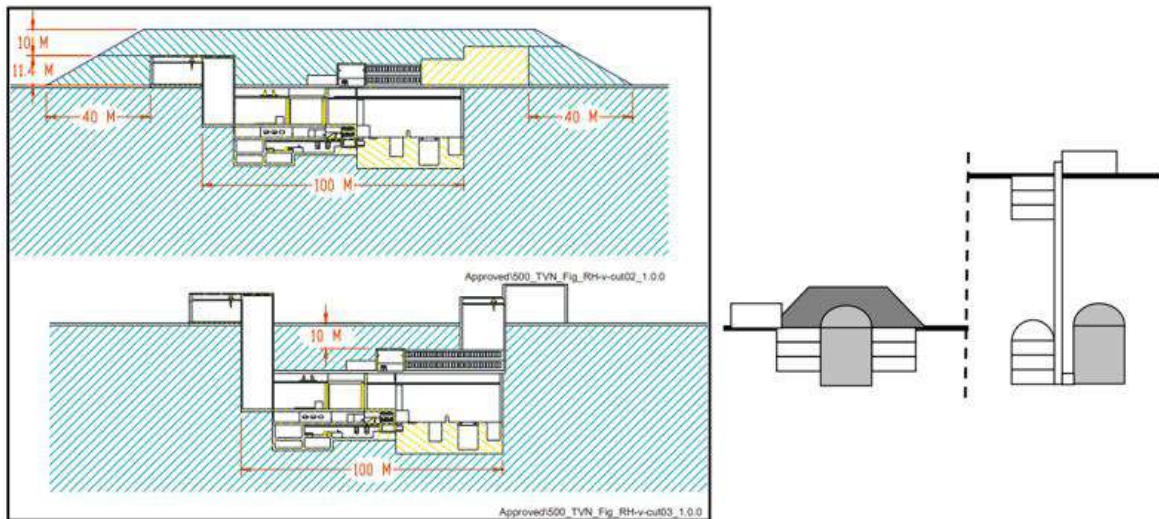 10 M
11.4 M
40 M
40 M
100 M
Approved\500_TVN_Fig_RH-v-cut02_1.0.0
10 M
100 M
Approved\500_TVN_Fig_RH-v-cut03_1.0.0